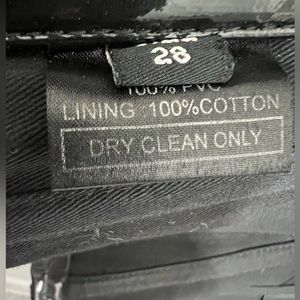 28
100% PVC
LINING 100%COTTON
DRY CLEAN ONLY